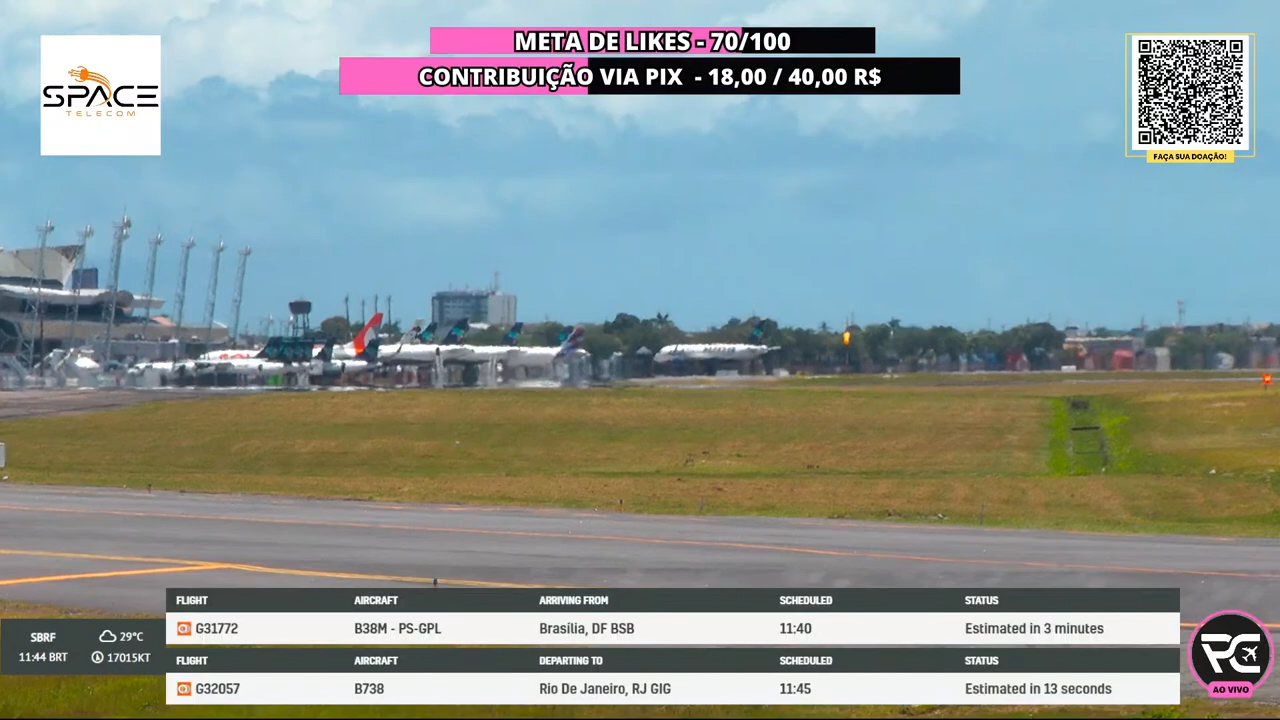 META DE LIKES - 70/100
CONTRIBUIÇÃO VIA PIX - 18,00 / 40,00 R$
SPACE
TELECOM
FAÇA SUA DOAÇÃO!
FLIGHT AIRCRAFT ARRIVING FROM SCHEDULED STATUS
G31772 B38M - PS-GPL Brasília, DF BSB 11:40 Estimated in 3 minutes
FLIGHT AIRCRAFT DEPARTING TO SCHEDULED STATUS
G32057 B738 Rio De Janeiro, RJ GIG 11:45 Estimated in 13 seconds
SBRF 29°C
11:44 BRT 17015KT
RC
AO VIVO